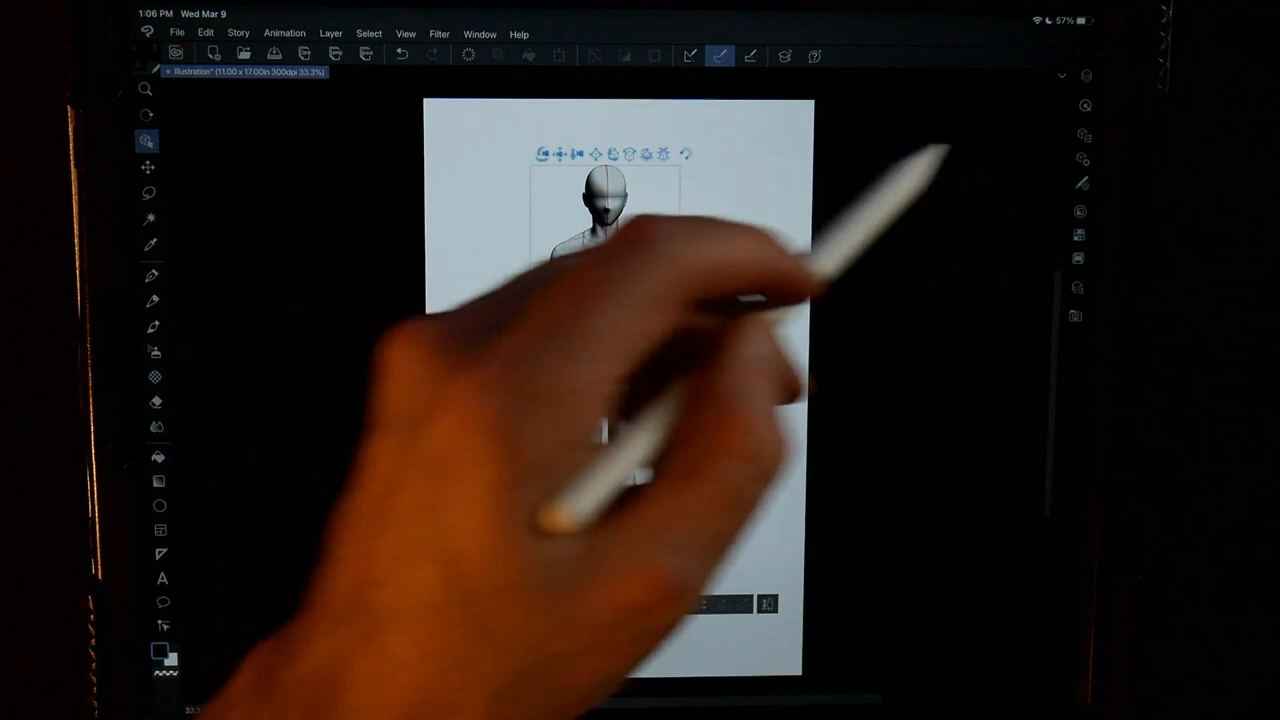 1:06 PM Wed Mar 9
57%
File Edit Story Animation Layer Select View Filter Window Help
Illustration* (11.00 x 17.00in 300dpi 33.3%)
A